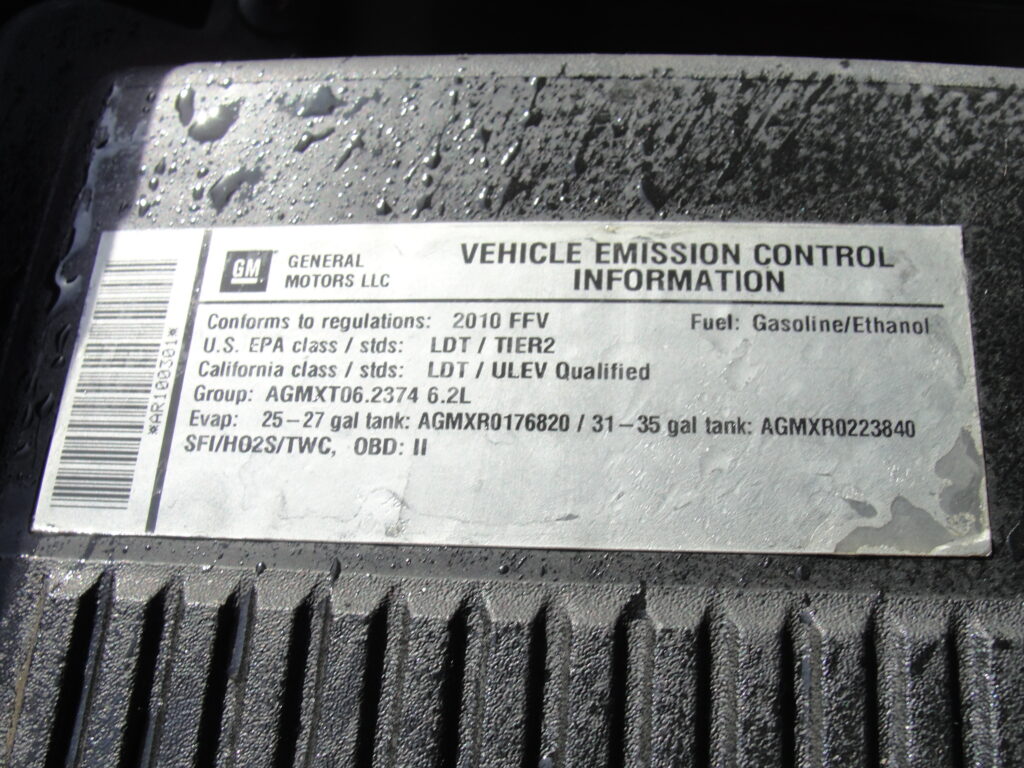 GM GENERAL MOTORS LLC
VEHICLE EMISSION CONTROL
INFORMATION
Conforms to regulations: 2010 FFV Fuel: Gasoline/Ethanol
U.S. EPA class / stds: LDT / TIER2
California class / stds: LDT / ULEV Qualified
Group: AGMXT06.2374 6.2L
Evap: 25-27 gal tank: AGMXR0176820 / 31-35 gal tank: AGMXR0223840
SFI/HO2S/TWC, OBD: II
*AR100301*